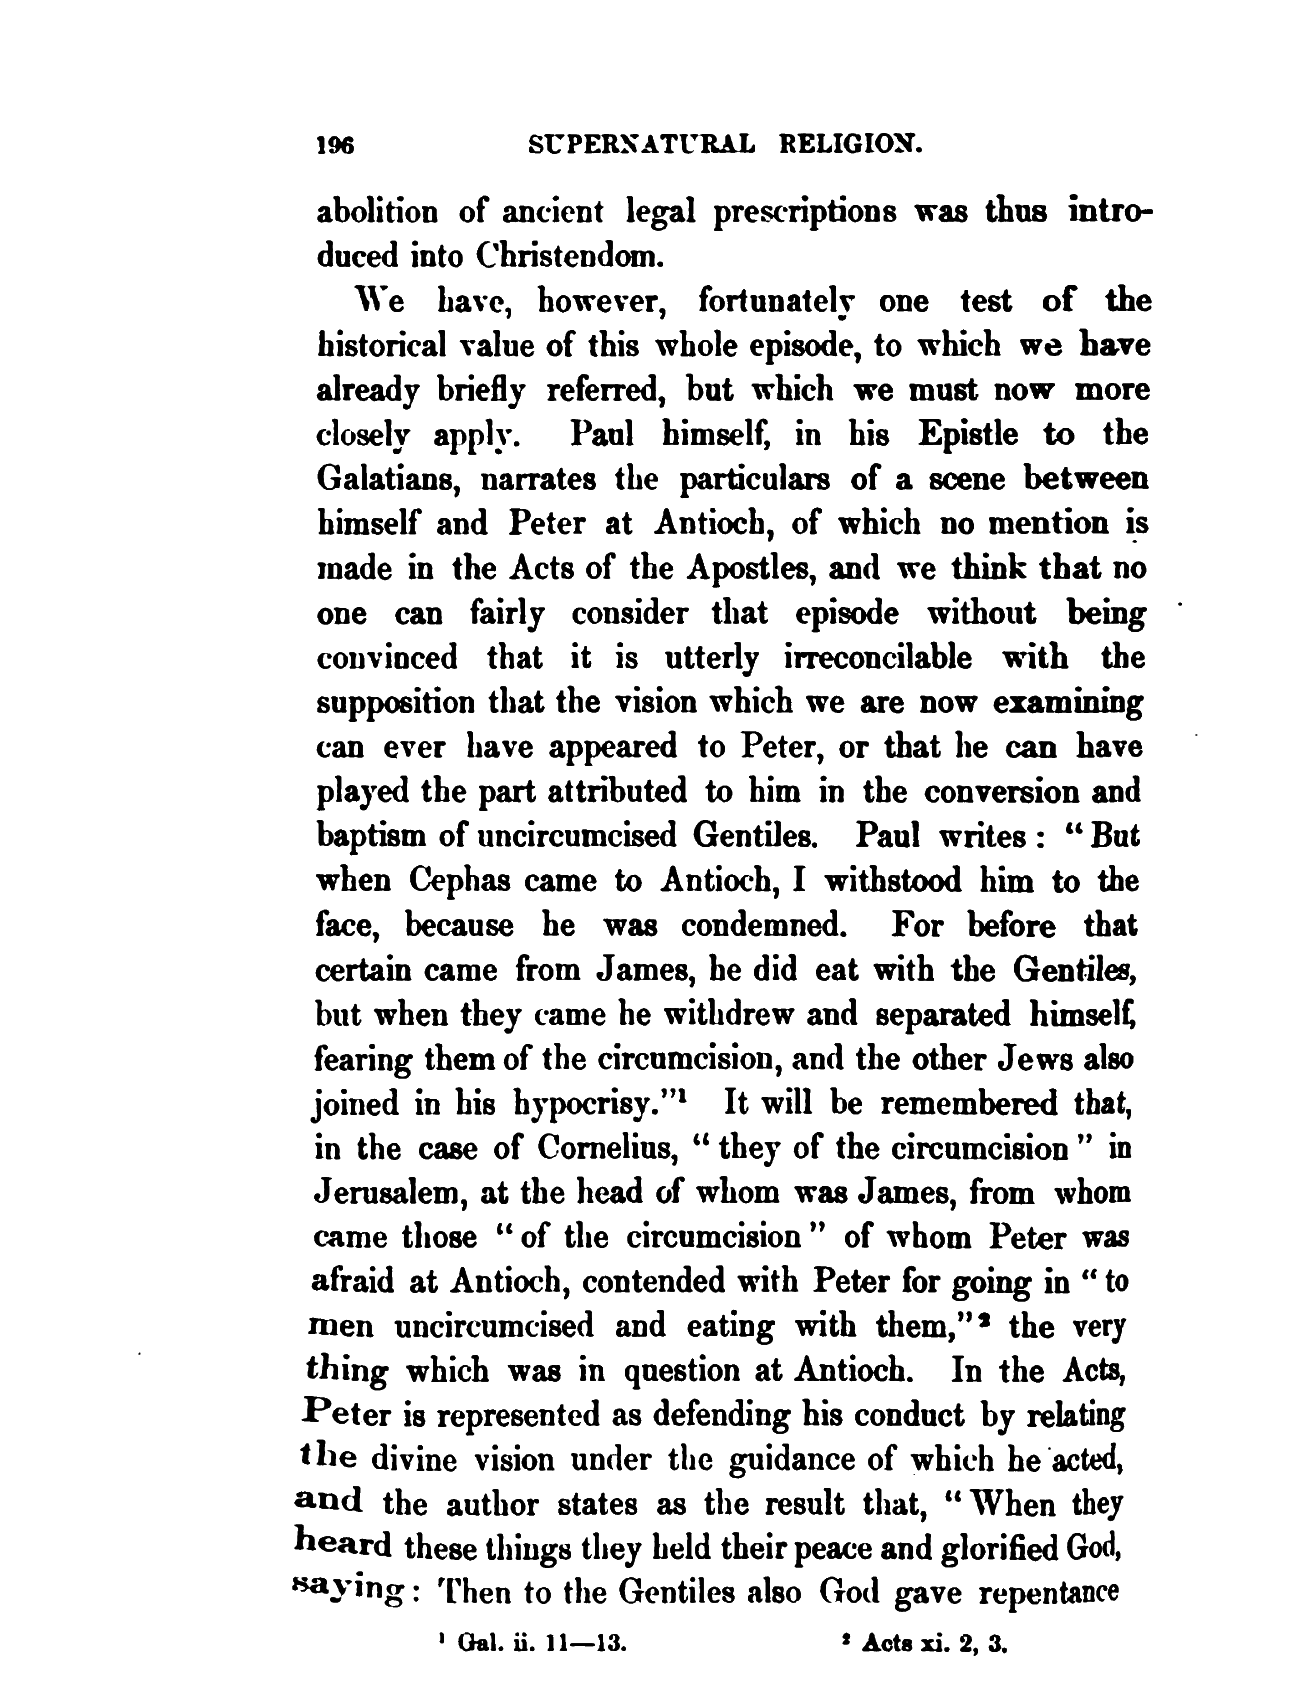 196 SUPERNATURAL RELIGION.
abolition of ancient legal prescriptions was thus intro-
duced into Christendom.
We have, however, fortunately one test of the
historical value of this whole episode, to which we have
already briefly referred, but which we must now more
closely apply. Paul himself, in his Epistle to the
Galatians, narrates the particulars of a scene between
himself and Peter at Antioch, of which no mention is
made in the Acts of the Apostles, and we think that no
one can fairly consider that episode without being
convinced that it is utterly irreconcilable with the
supposition that the vision which we are now examining
can ever have appeared to Peter, or that he can have
played the part attributed to him in the conversion and
baptism of uncircumcised Gentiles. Paul writes : “ But
when Cephas came to Antioch, I withstood him to the
face, because he was condemned. For before that
certain came from James, he did eat with the Gentiles,
but when they came he withdrew and separated himself,
fearing them of the circumcision, and the other Jews also
joined in his hypocrisy.”¹ It will be remembered that,
in the case of Cornelius, “ they of the circumcision ” in
Jerusalem, at the head of whom was James, from whom
came those “ of the circumcision ” of whom Peter was
afraid at Antioch, contended with Peter for going in “ to
men uncircumcised and eating with them,”² the very
thing which was in question at Antioch. In the Acts,
Peter is represented as defending his conduct by relating
the divine vision under the guidance of which he acted,
and the author states as the result that, “ When they
heard these things they held their peace and glorified God,
saying : Then to the Gentiles also God gave repentance
¹ Gal. ii. 11—13. ² Acts xi. 2, 3.